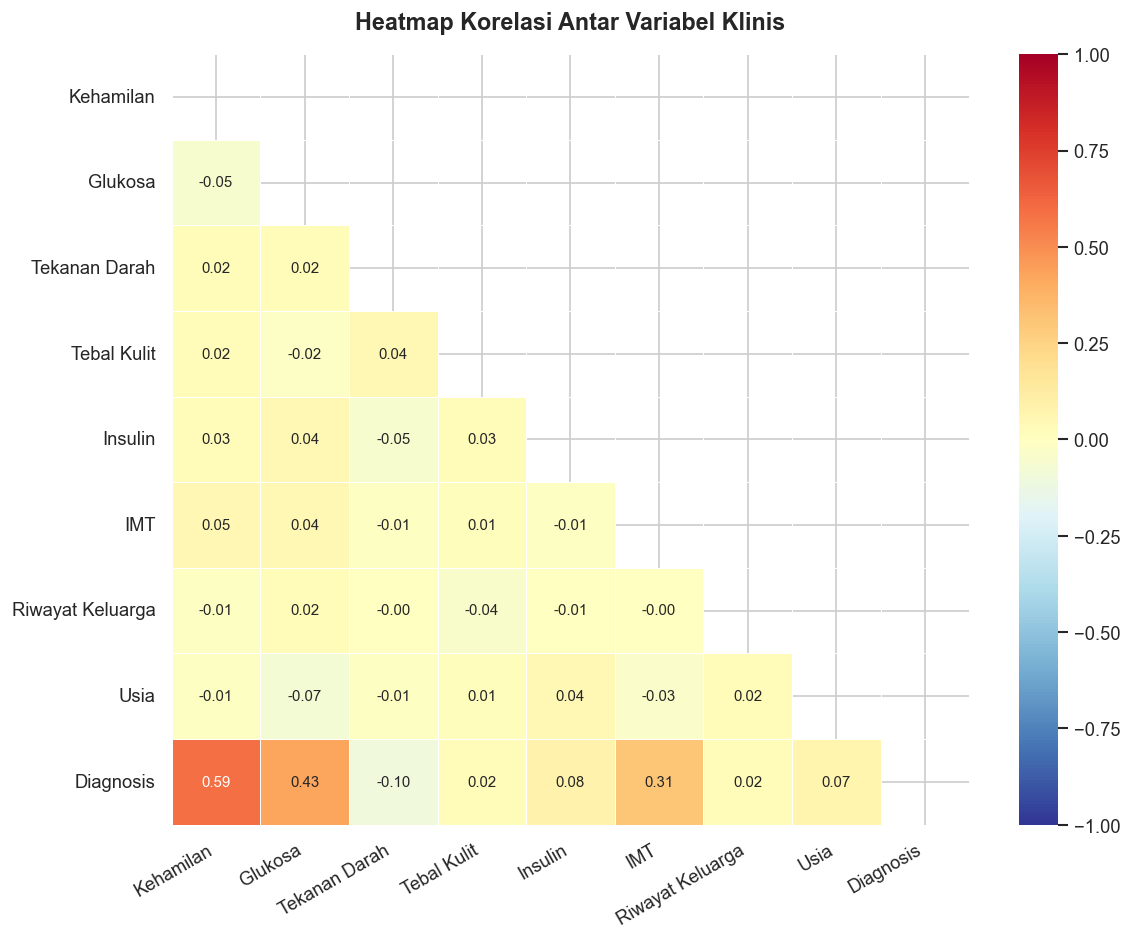 Heatmap Korelasi Antar Variabel Klinis
Kehamilan
Glukosa -0.05
Tekanan Darah 0.02 0.02
Tebal Kulit 0.02 -0.02 0.04
Insulin 0.03 0.04 -0.05 0.03
IMT 0.05 0.04 -0.01 0.01 -0.01
Riwayat Keluarga -0.01 0.02 -0.00 -0.04 -0.01 -0.00
Usia -0.01 -0.07 -0.01 0.01 0.04 -0.03 0.02
Diagnosis 0.59 0.43 -0.10 0.02 0.08 0.31 0.02 0.07
Kehamilan Glukosa Tekanan Darah Tebal Kulit Insulin IMT Riwayat Keluarga Usia Diagnosis
1.00
0.75
0.50
0.25
0.00
−0.25
−0.50
−0.75
−1.00